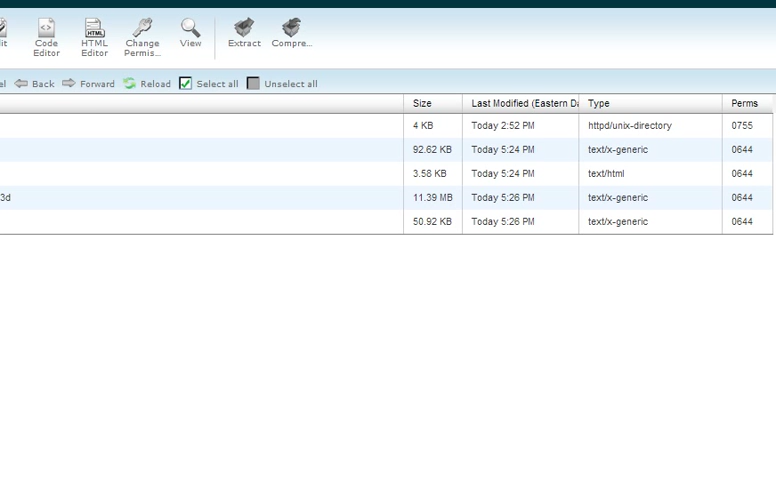 it Code Editor HTML Editor Change Permis... View Extract Compre...
el Back Forward Reload Select all Unselect all
Size Last Modified (Eastern Da Type Perms
4 KB Today 2:52 PM httpd/unix-directory 0755
92.62 KB Today 5:24 PM text/x-generic 0644
3.58 KB Today 5:24 PM text/html 0644
3d 11.39 MB Today 5:26 PM text/x-generic 0644
50.92 KB Today 5:26 PM text/x-generic 0644